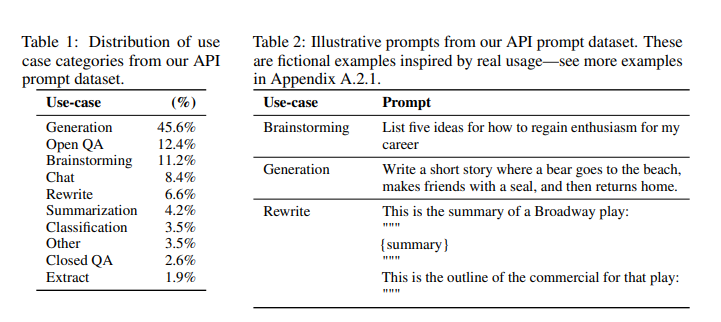 Table 1: Distribution of use
case categories from our API
prompt dataset.
Use-case (%)
Generation 45.6%
Open QA 12.4%
Brainstorming 11.2%
Chat 8.4%
Rewrite 6.6%
Summarization 4.2%
Classification 3.5%
Other 3.5%
Closed QA 2.6%
Extract 1.9%
Table 2: Illustrative prompts from our API prompt dataset. These
are fictional examples inspired by real usage—see more examples
in Appendix A.2.1.
Use-case Prompt
Brainstorming List five ideas for how to regain enthusiasm for my
career
Generation Write a short story where a bear goes to the beach,
makes friends with a seal, and then returns home.
Rewrite This is the summary of a Broadway play:
"""
{summary}
"""
This is the outline of the commercial for that play:
"""